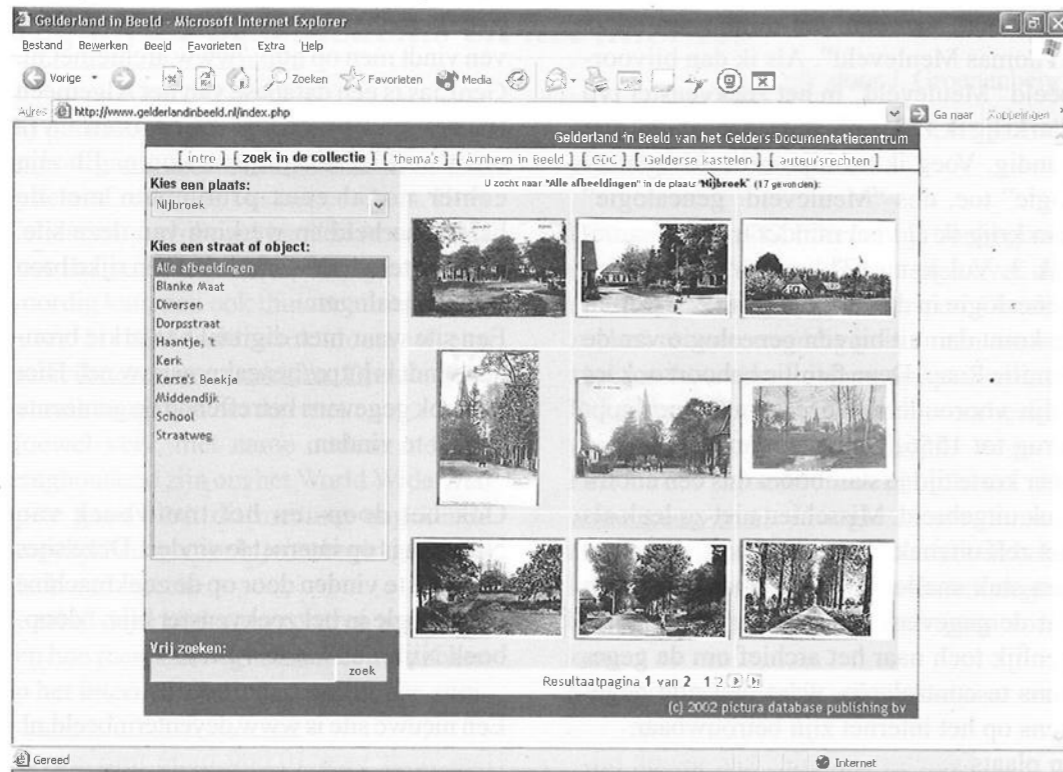 Gelderland in Beeld - Microsoft Internet Explorer
Bestand Bewerken Beeld Favorieten Extra Help
Vorige Zoeken Favorieten Media
Adres http://www.gelderlandinbeeld.nl/index.php Ga naar Koppelingen
Gelderland in Beeld van het Gelders Documentatiecentrum
[ intro ] [ zoek in de collectie ] [ thema's ] [ Arnhem in Beeld ] [ GDC ] [ Gelderse kastelen ] [ auteursrechten ]
Kies een plaats:
Nijbroek
U zocht naar "Alle afbeeldingen" in de plaats "Nijbroek" (17 gevonden):
Kies een straat of object:
Alle afbeeldingen
Blanke Maat
Diversen
Dorpsstraat
Haantje, 't
Kerk
Kerse's Beekje
Middendijk
School
Straatweg
Vrij zoeken:
zoek
Resultaatpagina 1 van 2 1 2
(c) 2002 pictura database publishing bv
Gereed Internet